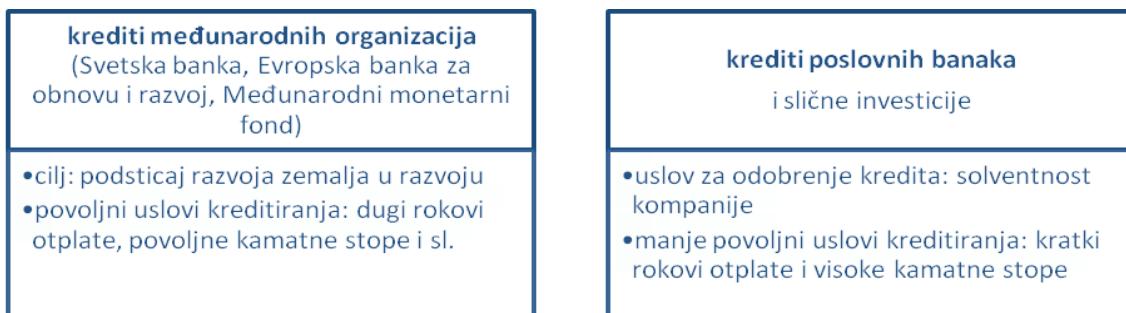 krediti međunarodnih organizacija
(Svetska banka, Evropska banka za
obnovu i razvoj, Međunarodni monetarni
fond)
•cilj: podsticaj razvoja zemalja u razvoju
•povoljni uslovi kreditiranja: dugi rokovi
otplate, povoljne kamatne stope i sl.
krediti poslovnih banaka
i slične investicije
•uslov za odobrenje kredita: solventnost
kompanije
•manje povoljni uslovi kreditiranja: kratki
rokovi otplate i visoke kamatne stope